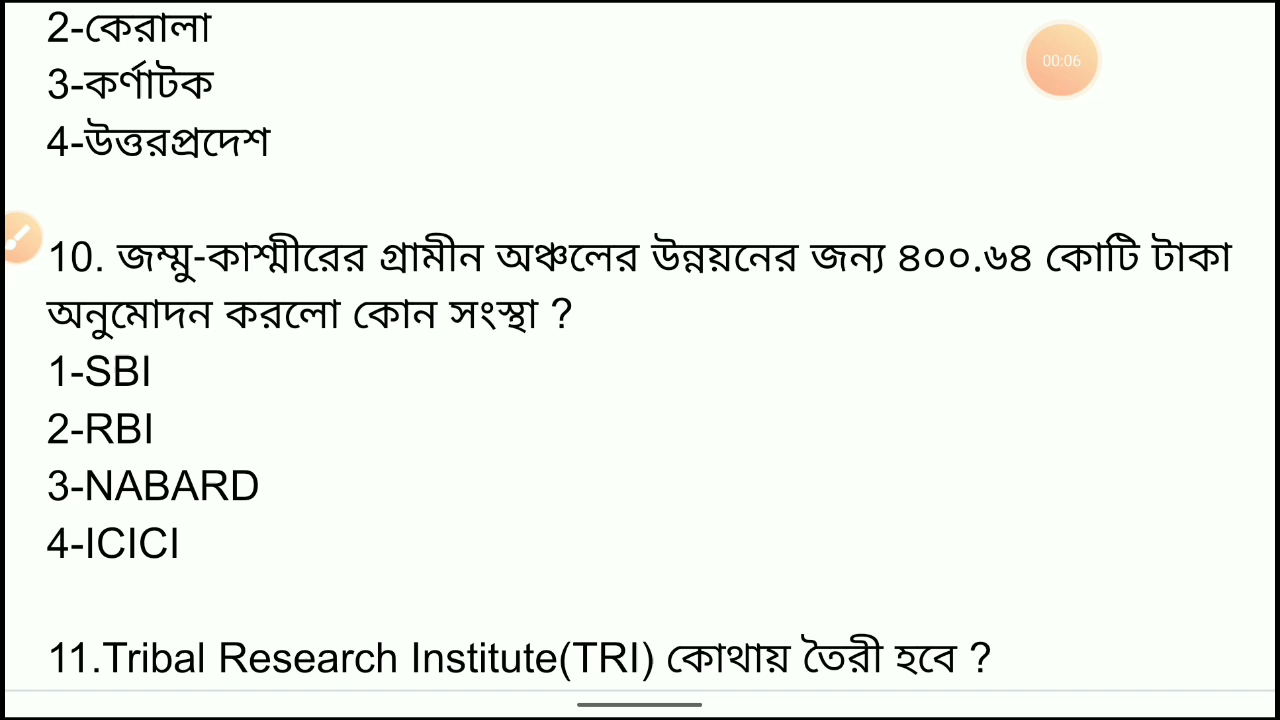 2-কেরালা
00:06
3-কর্ণাটক
4-উত্তরপ্রদেশ
10. জম্মু-কাশ্মীরের গ্রামীন অঞ্চলের উন্নয়নের জন্য ৪০০.৬৪ কোটি টাকা
অনুমোদন করলো কোন সংস্থা ?
1-SBI
2-RBI
3-NABARD
4-ICICI
11.Tribal Research Institute(TRI) কোথায় তৈরী হবে ?